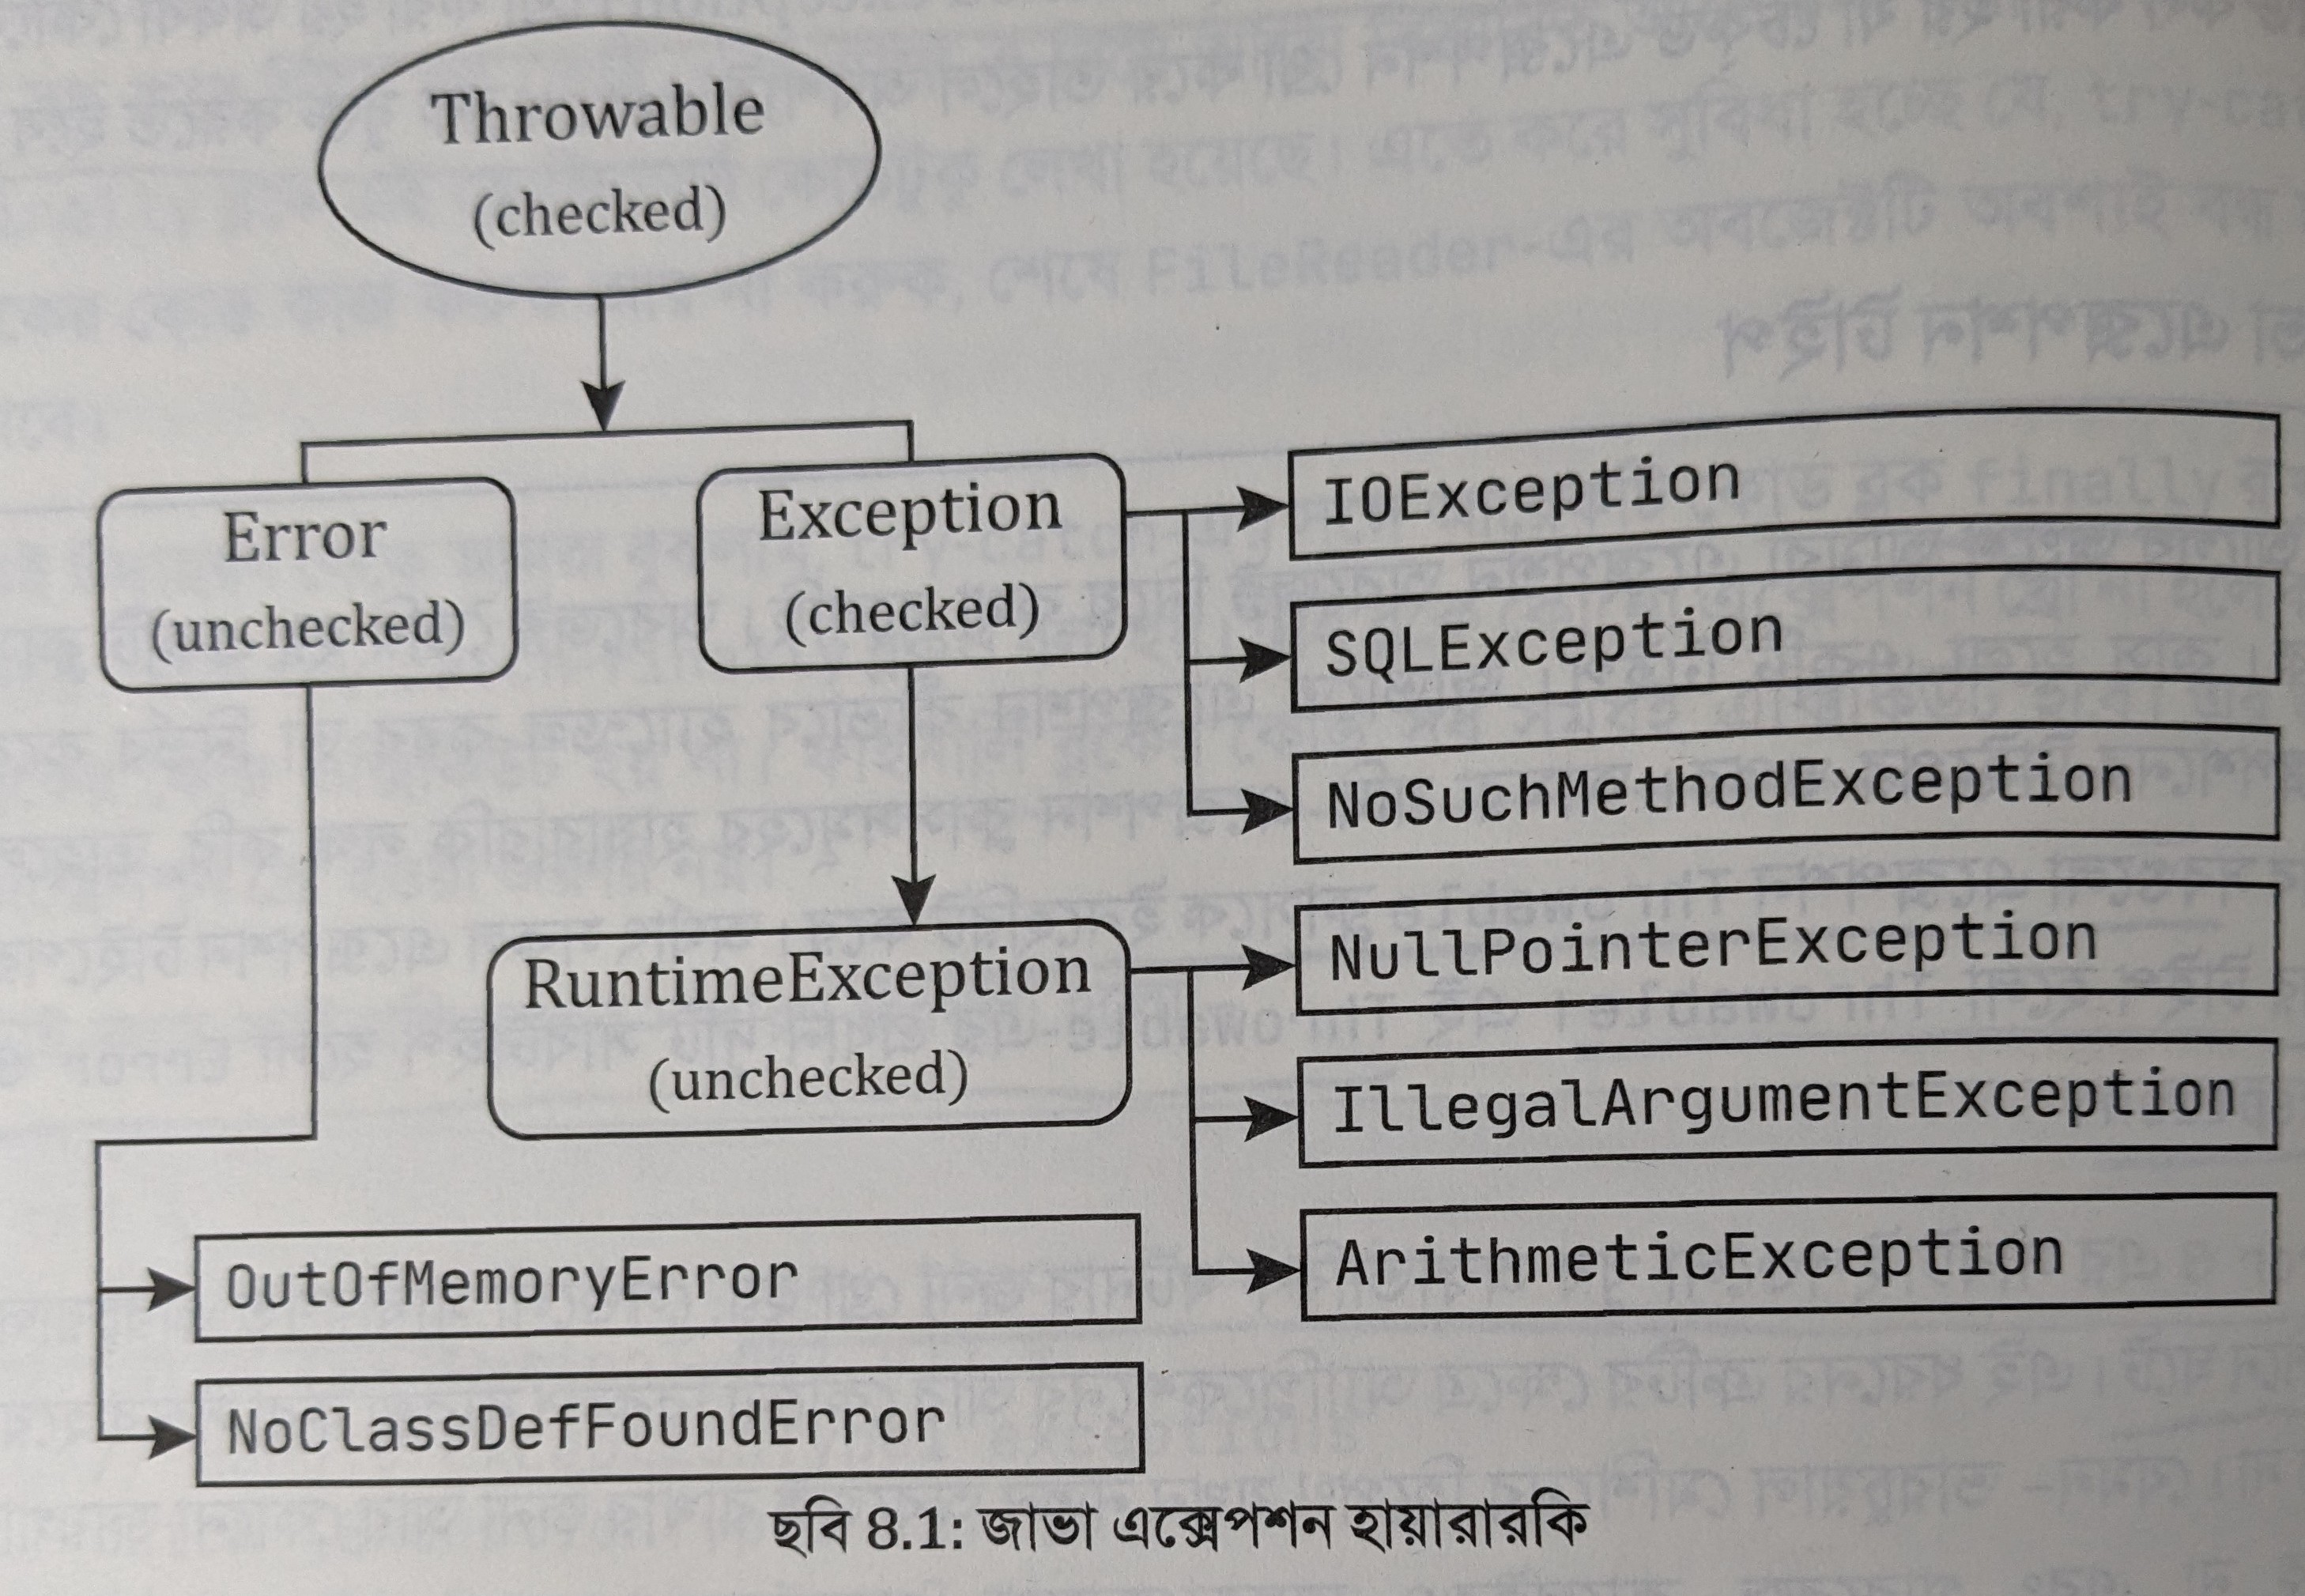 Throwable
(checked)
Error
(unchecked)
Exception
(checked)
IOException
SQLException
NoSuchMethodException
RuntimeException
(unchecked)
NullPointerException
IllegalArgumentException
ArithmeticException
OutOfMemoryError
NoClassDefFoundError
ছবি 8.1: জাভা এক্সেপশন হায়ারারকি